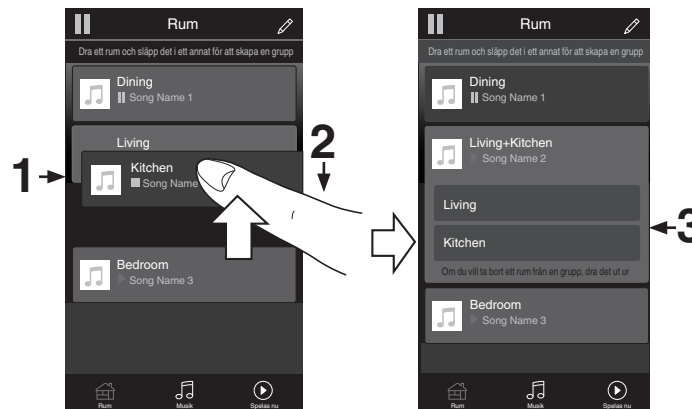 Rum
Dra ett rum och släpp det i ett annat för att skapa en grupp
Dining
Song Name 1
Living
Kitchen
Song Name
Bedroom
Song Name 3
Rum
Musik
Spelas nu
1
2
Rum
Dra ett rum och släpp det i ett annat för att skapa en grupp
Dining
Song Name 1
Living+Kitchen
Song Name 2
Living
Kitchen
Om du vill ta bort ett rum från en grupp, dra det ut ur
Bedroom
Song Name 3
Rum
Musik
Spelas nu
3